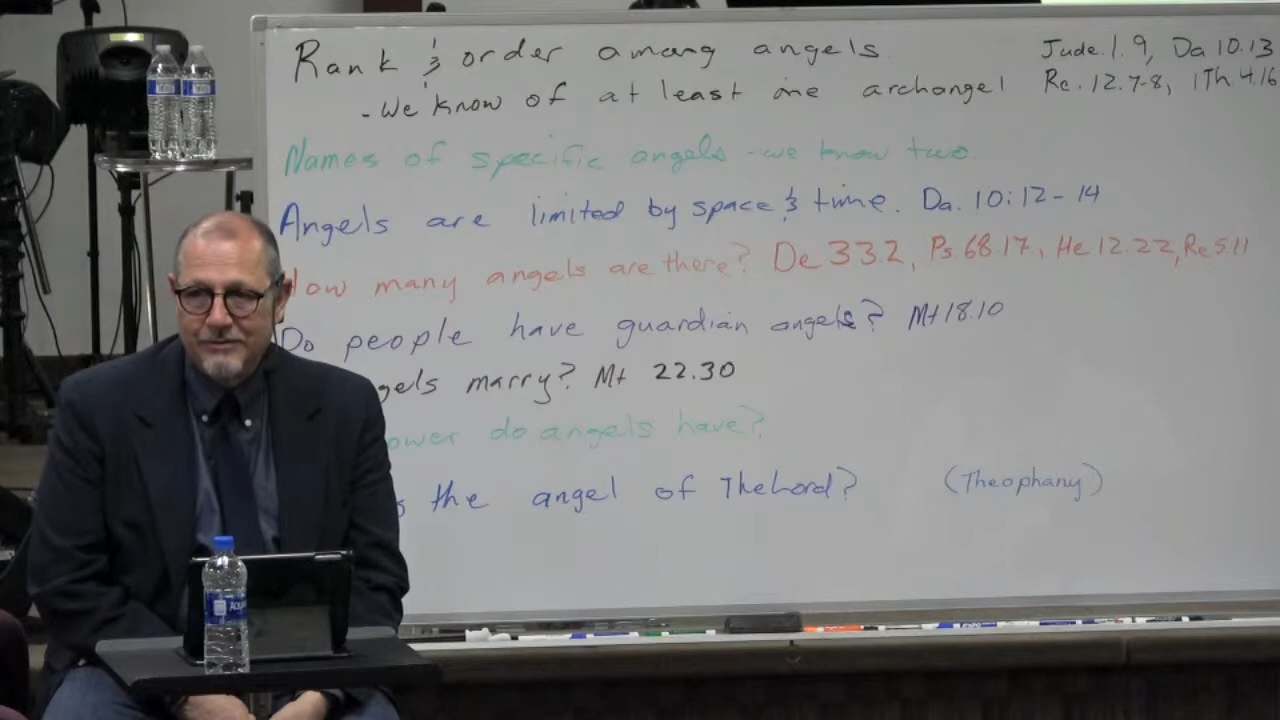 Rank & order among angels. Jude.1.9, Da 10.13
- We know of at least one archangel Re. 12.7-8, 1Th 4.16
Names of specific angels - we know two.
Angels are limited by space & time. Da. 10:12-14
How many angels are there? De 33 2, Ps. 68.17, He 12.22, Re 5.11
Do people have guardian angels? Mt 18.10
gels marry? Mt 22.30
ower do angels have?
s the angel of The Lord? (Theophany)
Aqua